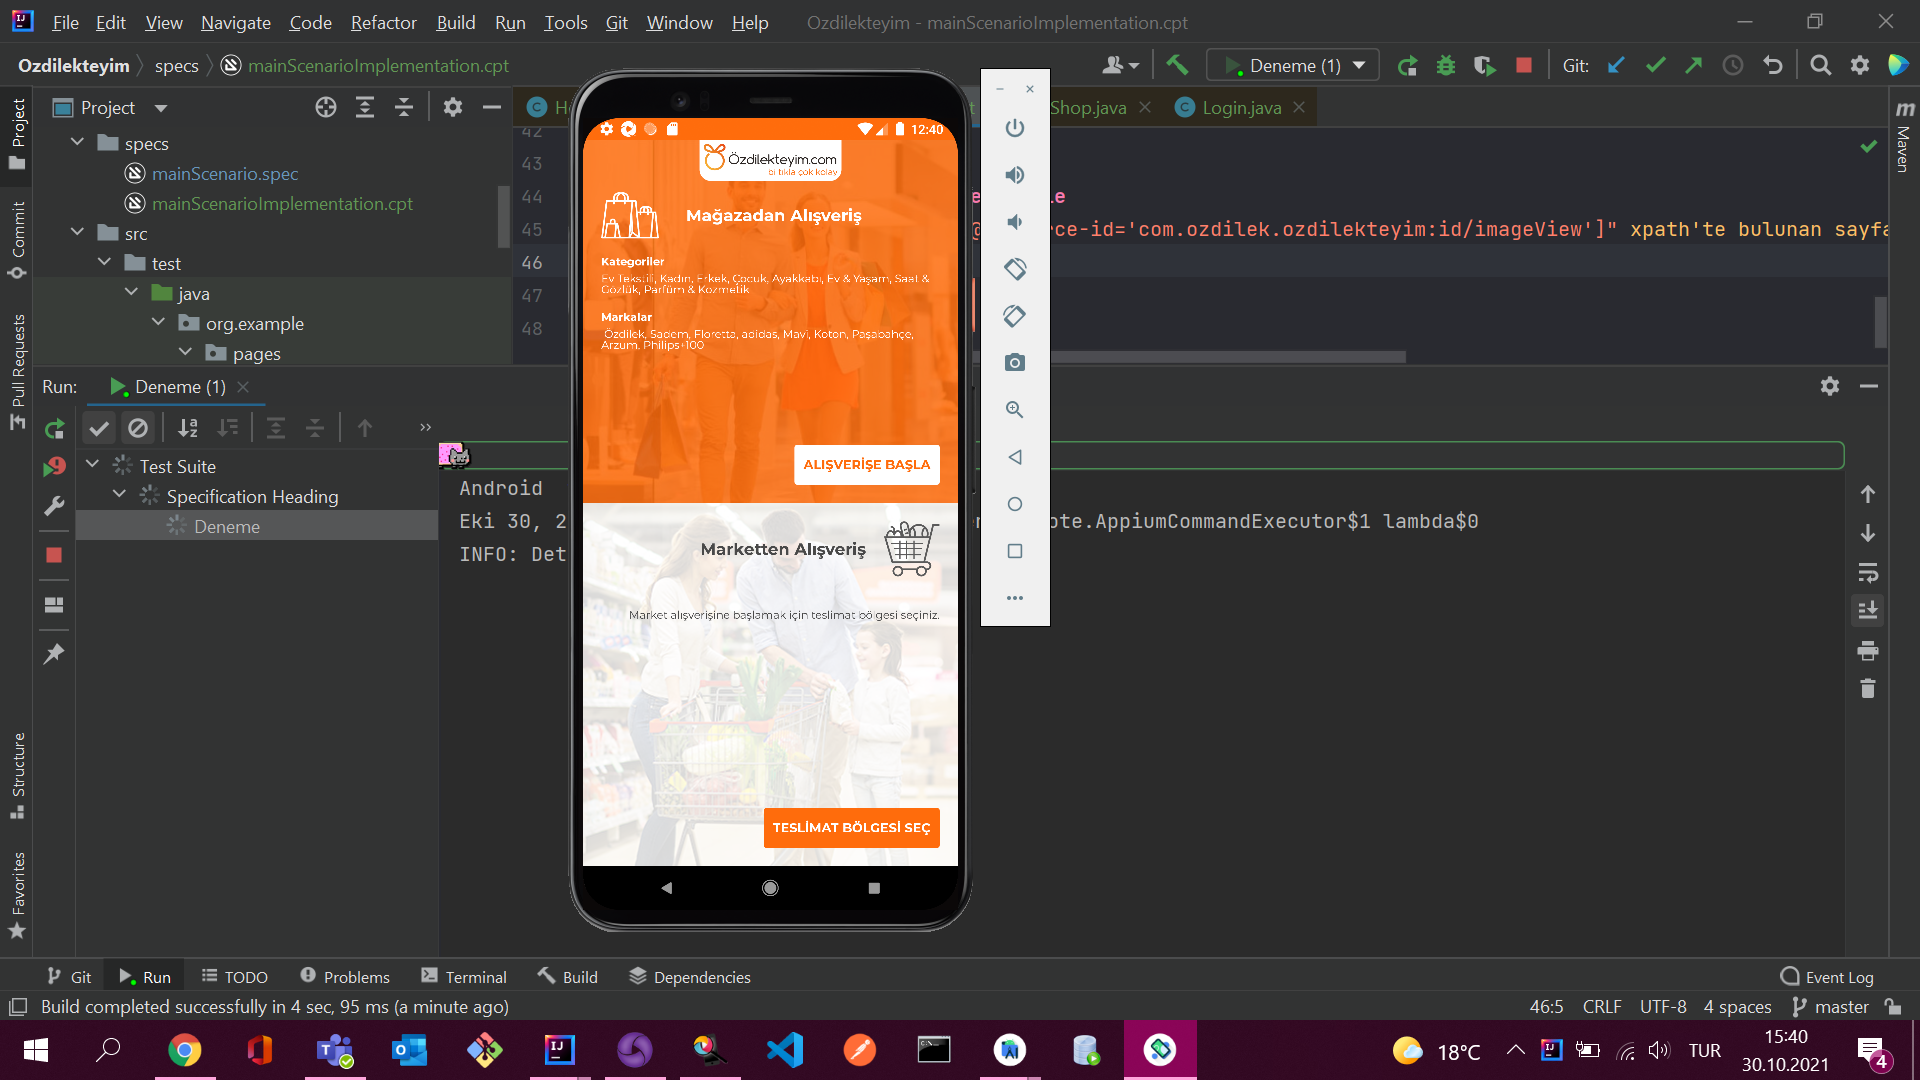 File Edit View Navigate Code Refactor Build Run Tools Git Window Help Ozdilekteyim - mainScenarioImplementation.cpt
Ozdilekteyim specs mainScenarioImplementation.cpt
Deneme (1)
Git:
Project
Shop.java
Login.java
specs
mainScenario.spec
mainScenarioImplementation.cpt
src
test
java
org.example
pages
42
43
44
45
46
47
48
rce-id='com.ozdilek.ozdilekteyim:id/imageView']" xpath'te bulunan sayfa
Project
Commit
Pull Requests
Structure
Favorites
Maven
12:40
Özdilekteyim.com
bi tıkla çok kolay
Mağazadan Alışveriş
Kategoriler
Ev Tekstili, Kadın, Erkek, Çocuk, Ayakkabı, Ev & Yaşam, Saat &
Gözlük, Parfüm & Kozmetik
Markalar
Özdilek, Sadem, Floretta, adidas, Mavi, Koton, Paşabahçe,
Arzum, Philips+100
ALIŞVERİŞE BAŞLA
Marketten Alışveriş
Market alışverişine başlamak için teslimat bölgesi seçiniz.
TESLİMAT BÖLGESİ SEÇ
Run: Deneme (1)
Test Suite
Specification Heading
Deneme
Android
Eki 30, 2
ote.AppiumCommandExecutor$1 lambda$0
INFO: Det
Git Run TODO Problems Terminal Build Dependencies Event Log
Build completed successfully in 4 sec, 95 ms (a minute ago)
46:5 CRLF UTF-8 4 spaces master
18°C TUR
15:40
30.10.2021
4